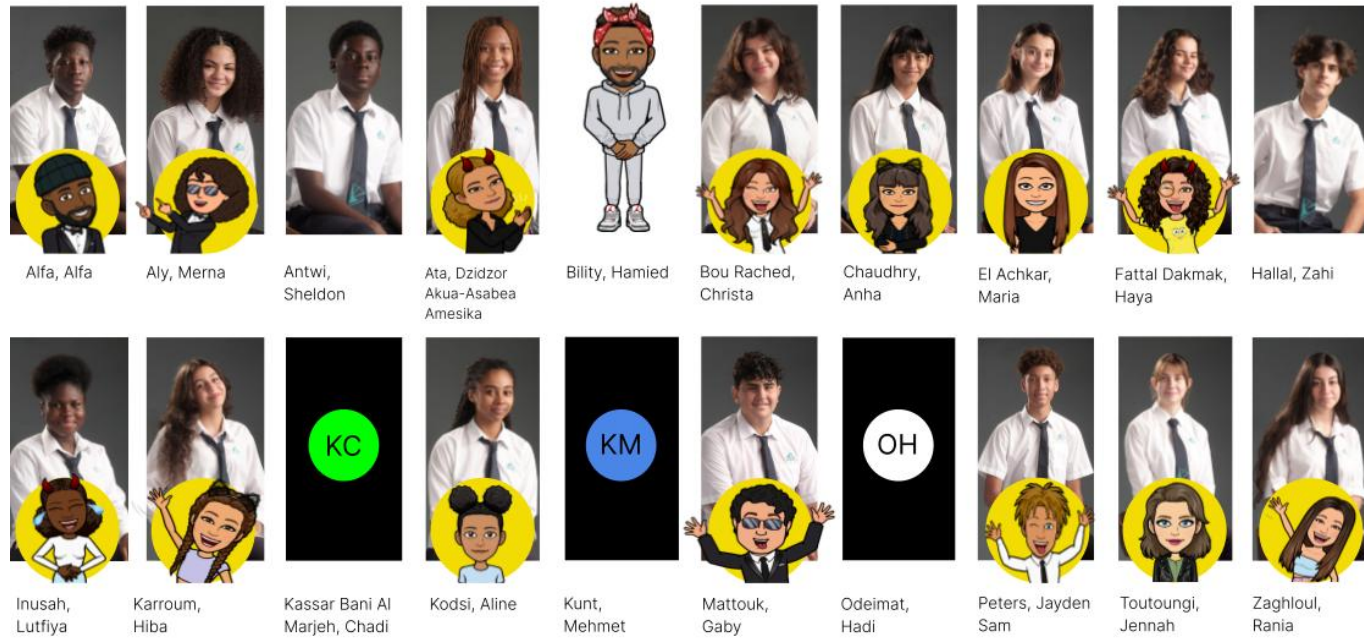 Alfa, Alfa
Aly, Merna
Antwi,
Sheldon
Ata, Dzidzor
Akua-Asabea
Amesika
Bility, Hamied
Bou Rached,
Christa
Chaudhry,
Anha
El Achkar,
Maria
Fattal Dakmak,
Haya
Hallal, Zahi
KC
KM
OH
Inusah,
Lutfiya
Karroum,
Hiba
Kassar Bani Al
Marjeh, Chadi
Kodsi, Aline
Kunt,
Mehmet
Mattouk,
Gaby
Odeimat,
Hadi
Peters, Jayden
Sam
Toutoungi,
Jennah
Zaghloul,
Rania